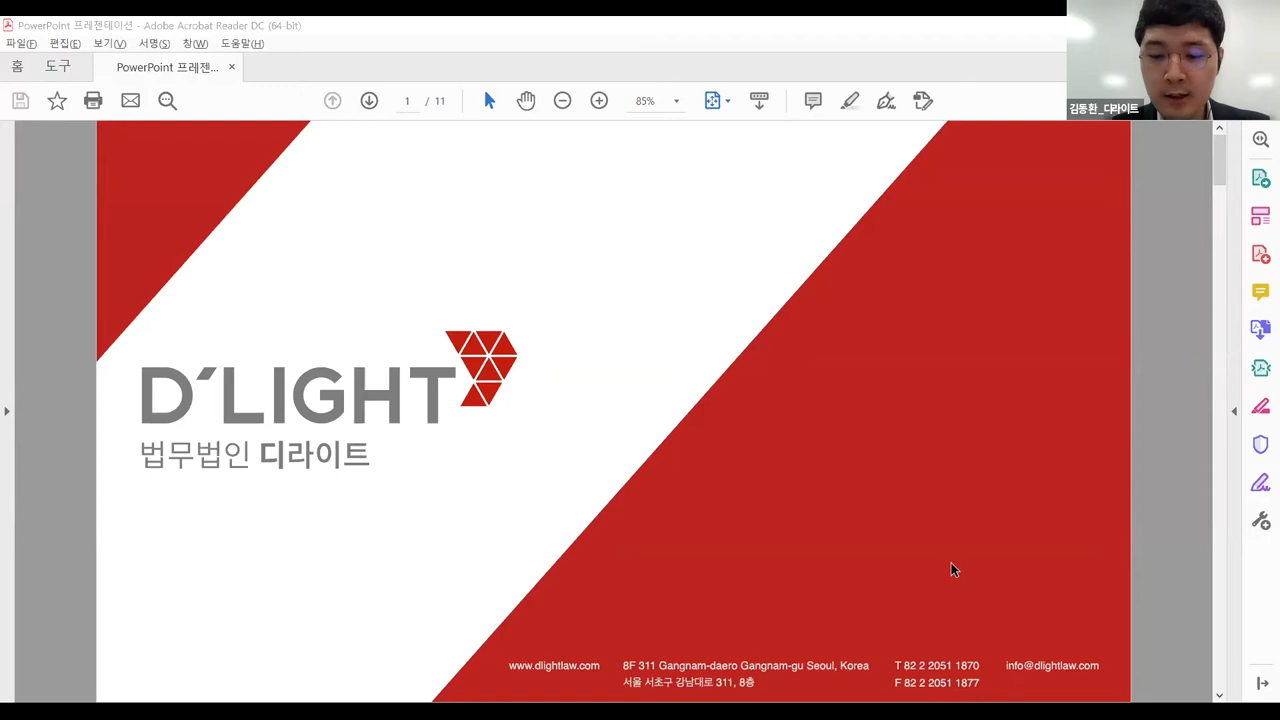 PowerPoint 프레젠테이션 - Adobe Acrobat Reader DC (64-bit)
파일(F) 편집(E) 보기(V) 서명(S) 창(W) 도움말(H)
홈 도구 PowerPoint 프레젠... ×
1 / 11 85%
김동환_디라이트
D'LIGHT
법무법인 디라이트
www.dlightlaw.com 8F 311 Gangnam-daero Gangnam-gu Seoul, Korea T 82 2 2051 1870 info@dlightlaw.com
서울 서초구 강남대로 311, 8층 F 82 2 2051 1877